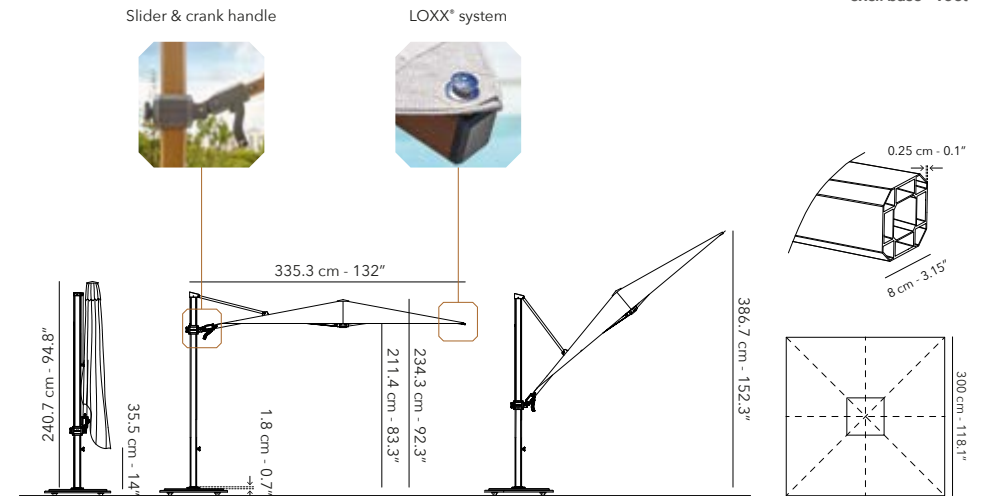 Slider & crank handle
LOXX® system
0.25 cm - 0.1”
8 cm - 3.15”
335.3 cm - 132”
240.7 cm - 94.8”
35.5 cm - 14”
1.8 cm - 0.7”
211.4 cm - 83.3”
234.3 cm - 92.3”
386.7 cm - 152.3”
300 cm - 118.1”